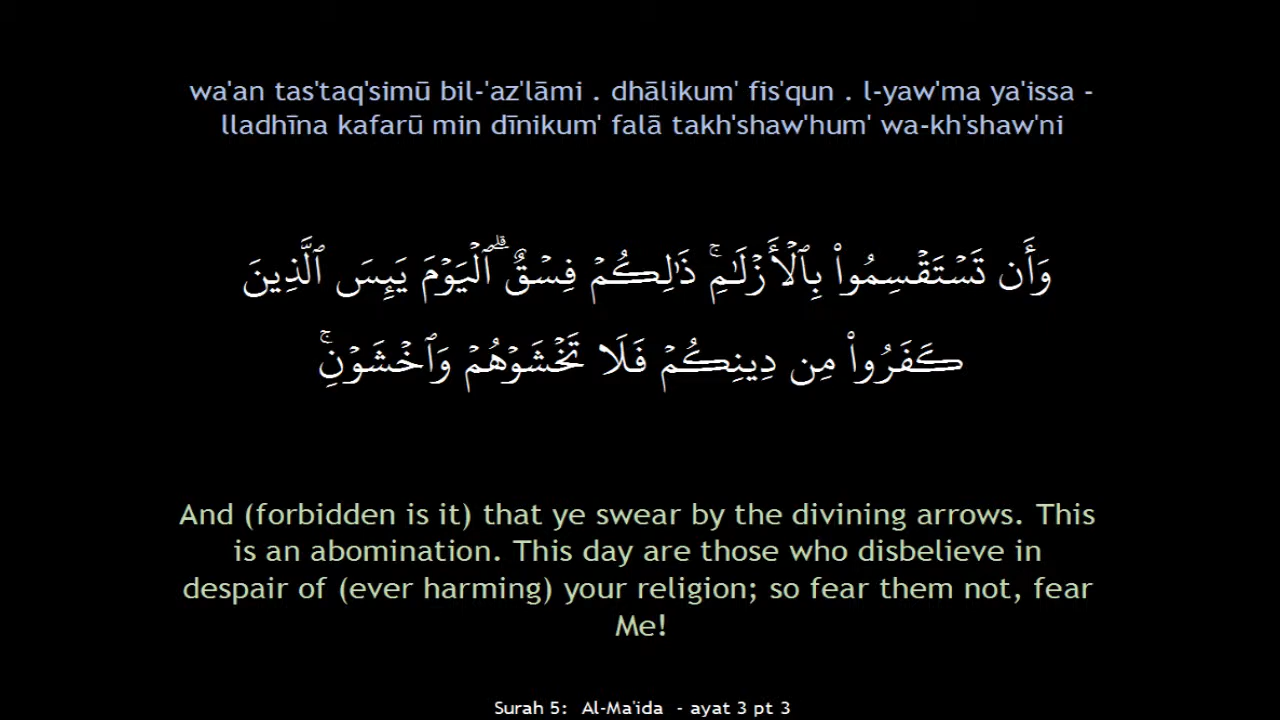 wa'an tas'taq'simū bil-'az'lāmi . dhālikum' fis'qun . l-yaw'ma ya'issa -
lladhīna kafarū min dīnikum' falā takh'shaw'hum' wa-kh'shaw'ni
وَأَن تَسۡتَقۡسِمُواْ بِٱلۡأَزۡلَٰمِۚ ذَٰلِكُمۡ فِسۡقٌۗ ٱلۡيَوۡمَ يَئِسَ ٱلَّذِينَ
كَفَرُواْ مِن دِينِكُمۡ فَلَا تَخۡشَوۡهُمۡ وَٱخۡشَوۡنِۚ
And (forbidden is it) that ye swear by the divining arrows. This
is an abomination. This day are those who disbelieve in
despair of (ever harming) your religion; so fear them not, fear
Me!
Surah 5: Al-Ma'ida - ayat 3 pt 3